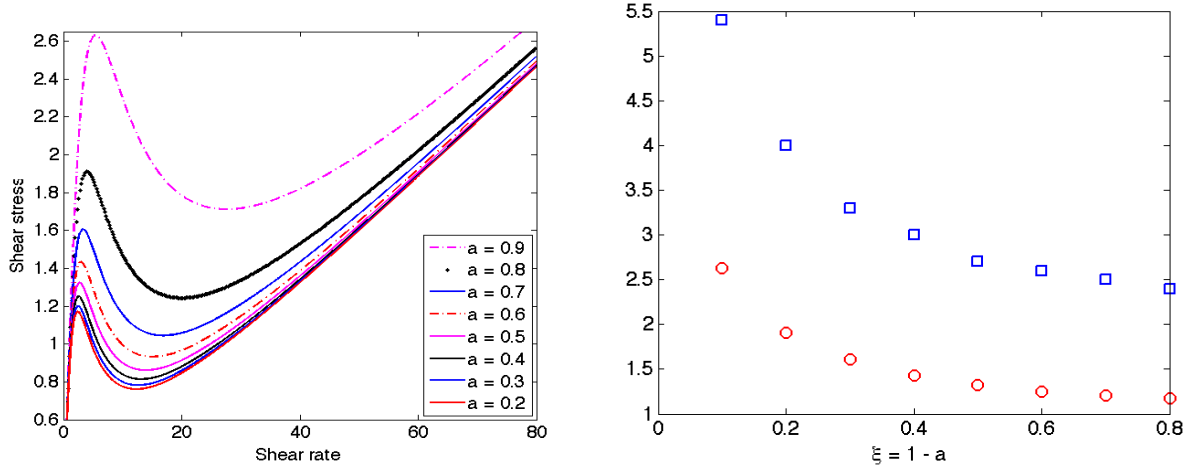 2.6
2.4
2.2
2
1.8
1.6
1.4
1.2
1
0.8
0.6
Shear stress
0
20
40
60
80
Shear rate
a = 0.9
a = 0.8
a = 0.7
a = 0.6
a = 0.5
a = 0.4
a = 0.3
a = 0.2
5.5
5
4.5
4
3.5
3
2.5
2
1.5
1
0
0.2
0.4
0.6
0.8
ξ = 1 - a